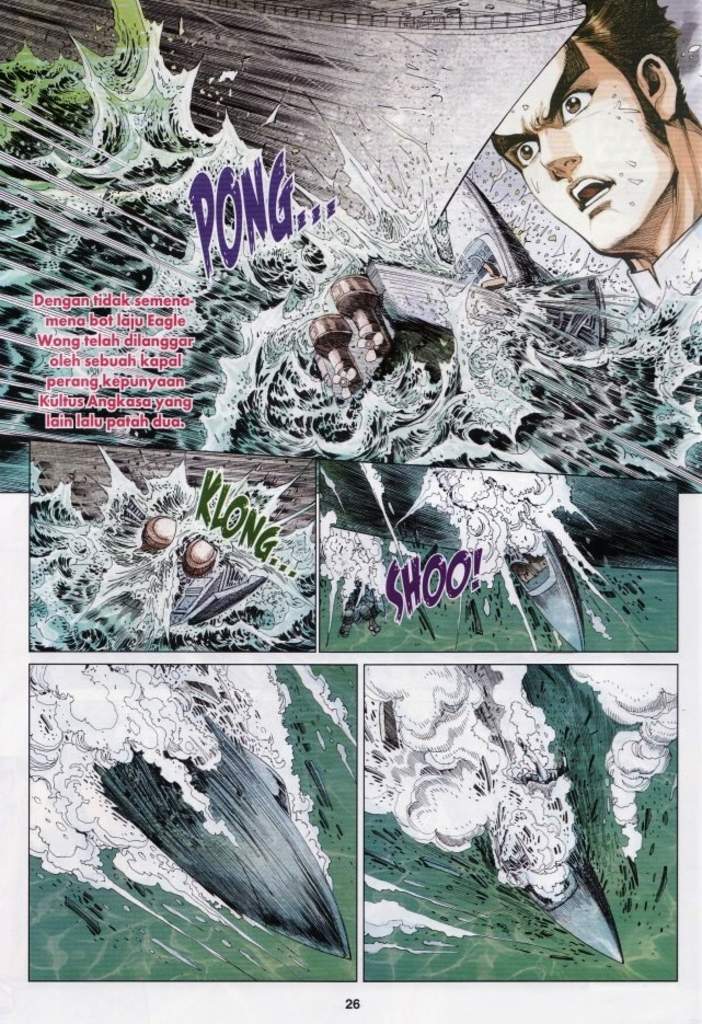 PONG...
Dengan tidak semena-
mena bot laju Eagle
Wong telah dilanggar
oleh sebuah kapal
perang kepunyaan
Kultus Angkasa yang
lain lalu patah dua.
KLONG...
SHOO!
26